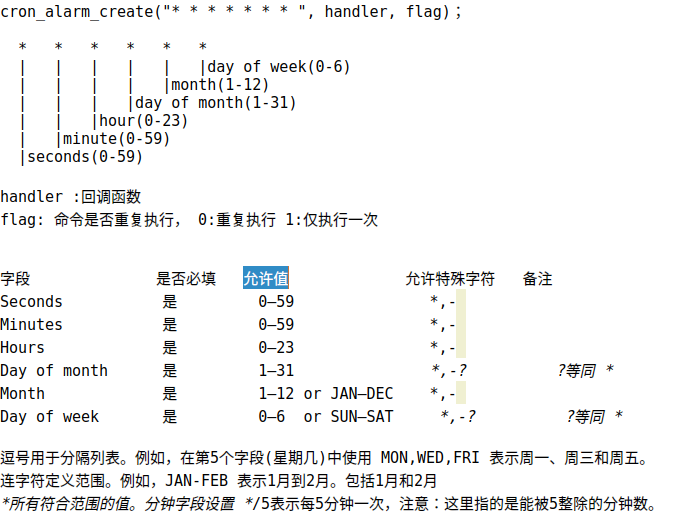 cron_alarm_create("* * * * * * * ", handler, flag);
* * * * * *
| | | | | |day of week(0-6)
| | | | |month(1-12)
| | | |day of month(1-31)
| | |hour(0-23)
| |minute(0-59)
|seconds(0-59)
handler :回调函数
flag: 命令是否重复执行， 0:重复执行 1:仅执行一次
字段 是否必填 允许值 允许特殊字符 备注
Seconds 是 0–59 *,-
Minutes 是 0–59 *,-
Hours 是 0–23 *,-
Day of month 是 1–31 *,-? ?等同 *
Month 是 1–12 or JAN–DEC *,-
Day of week 是 0–6 or SUN–SAT *,-? ?等同 *
逗号用于分隔列表。例如，在第5个字段(星期几)中使用 MON,WED,FRI 表示周一、周三和周五。
连字符定义范围。例如，JAN-FEB 表示1月到2月。包括1月和2月
*所有符合范围的值。分钟字段设置 */5表示每5分钟一次，注意：这里指的是能被5整除的分钟数。